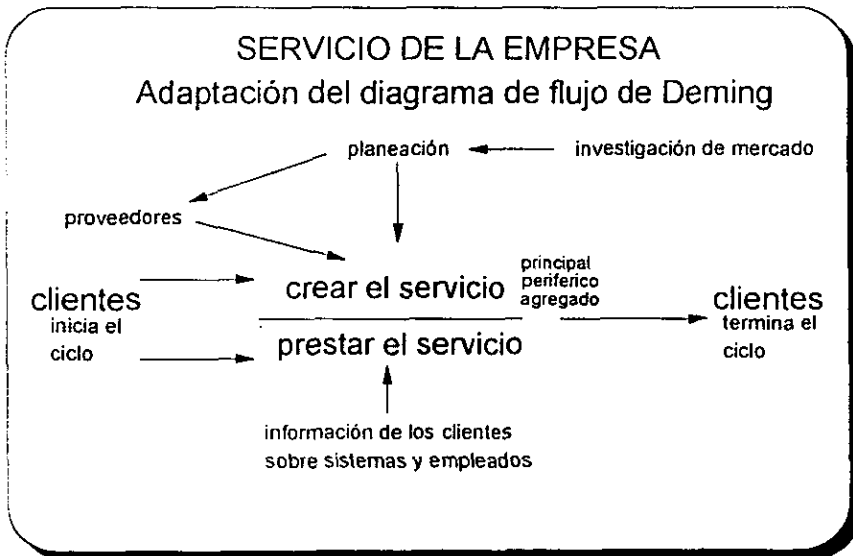 SERVICIO DE LA EMPRESA
Adaptación del diagrama de flujo de Deming
planeación
investigación de mercado
proveedores
clientes
inicia el
ciclo
crear el servicio
principal
periferico
agregado
prestar el servicio
clientes
termina el
ciclo
información de los clientes
sobre sistemas y empleados